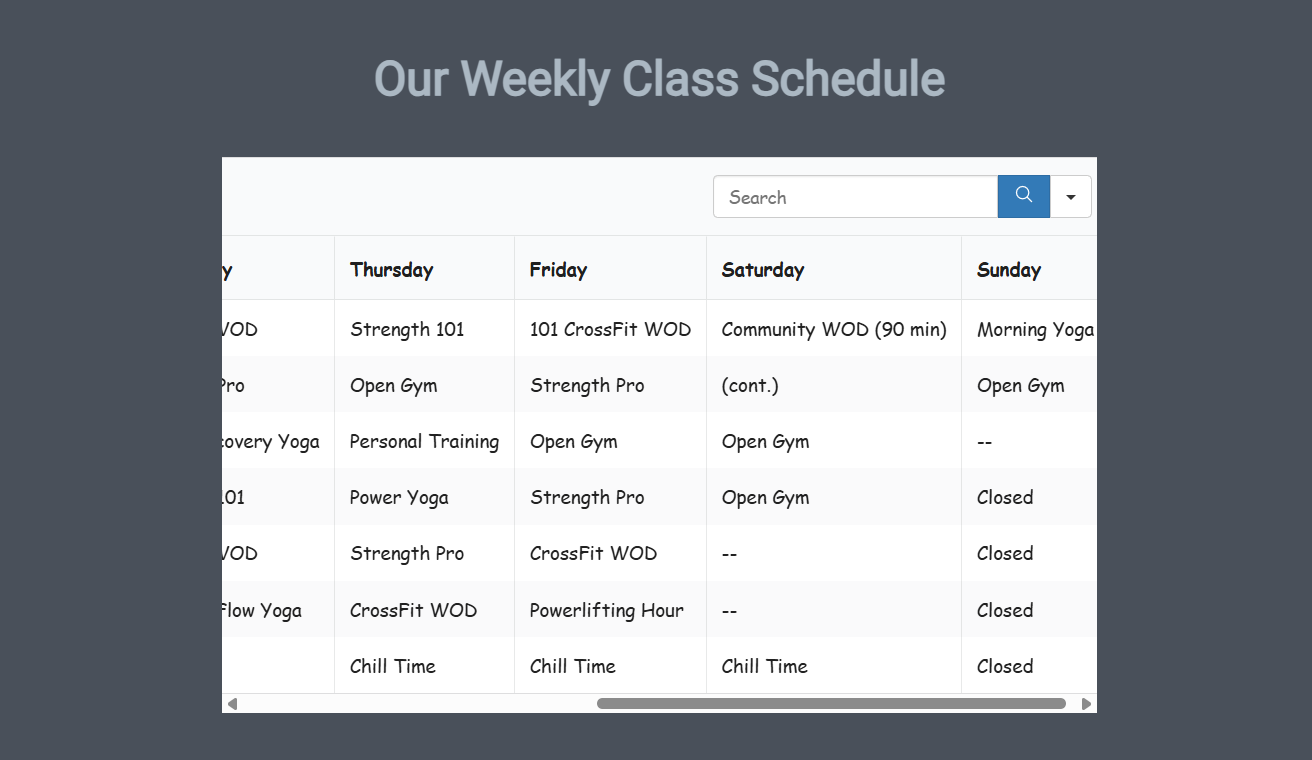 Our Weekly Class Schedule
Search
y Thursday Friday Saturday Sunday
WOD Strength 101 101 CrossFit WOD Community WOD (90 min) Morning Yoga
Pro Open Gym Strength Pro (cont.) Open Gym
covery Yoga Personal Training Open Gym Open Gym --
101 Power Yoga Strength Pro Open Gym Closed
WOD Strength Pro CrossFit WOD -- Closed
Flow Yoga CrossFit WOD Powerlifting Hour -- Closed
Chill Time Chill Time Chill Time Closed